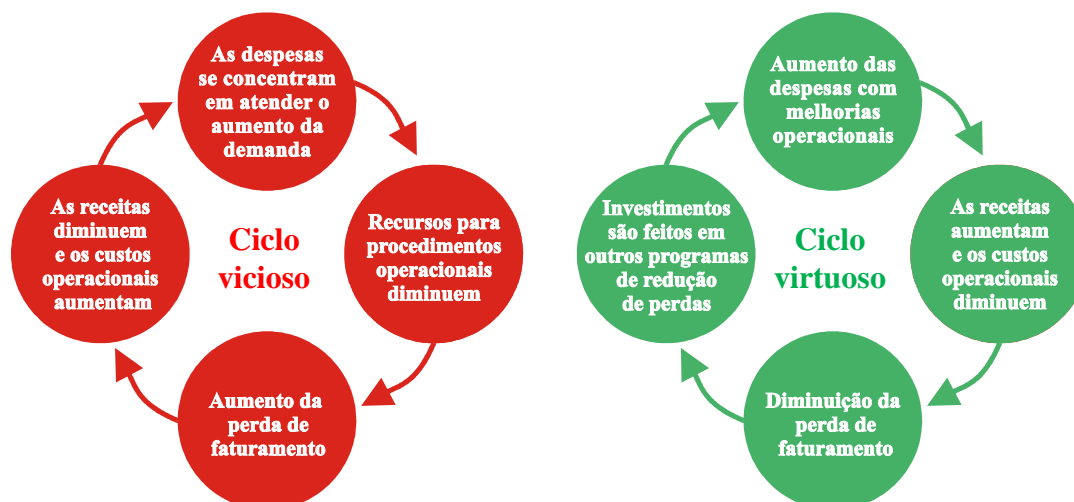 As despesas
se concentram
em atender o
aumento da
demanda
Recursos para
procedimentos
operacionais
diminuem
Aumento da
perda de
faturamento
As receitas
diminuem
e os custos
operacionais
aumentam
Ciclo
vicioso
Aumento das
despesas com
melhorias
operacionais
As receitas
aumentam
e os custos
operacionais
diminuem
Diminuição da
perda de
faturamento
Investimentos
são feitos em
outros programas
de redução
de perdas
Ciclo
virtuoso